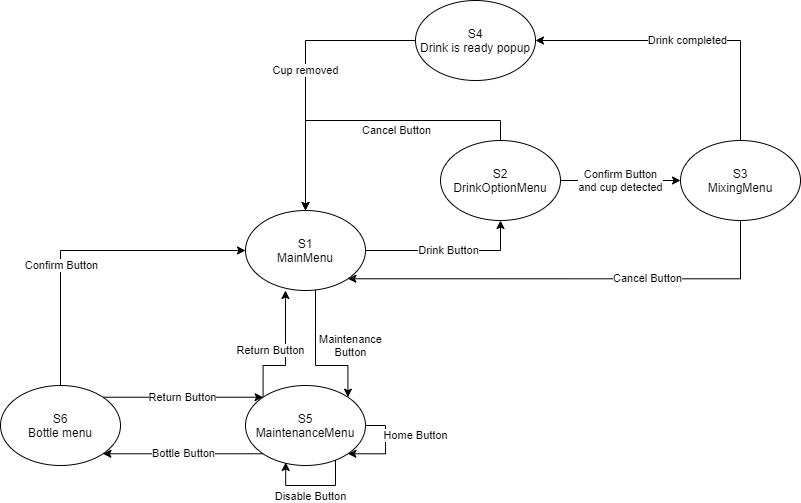 S4
Drink is ready popup
Drink completed
Cup removed
Cancel Button
S2
DrinkOptionMenu
Confirm Button
and cup detected
S3
MixingMenu
S1
MainMenu
Drink Button
Confirm Button
Cancel Button
Maintenance
Button
Return Button
Return Button
S6
Bottle menu
S5
MaintenanceMenu
Home Button
Bottle Button
Disable Button